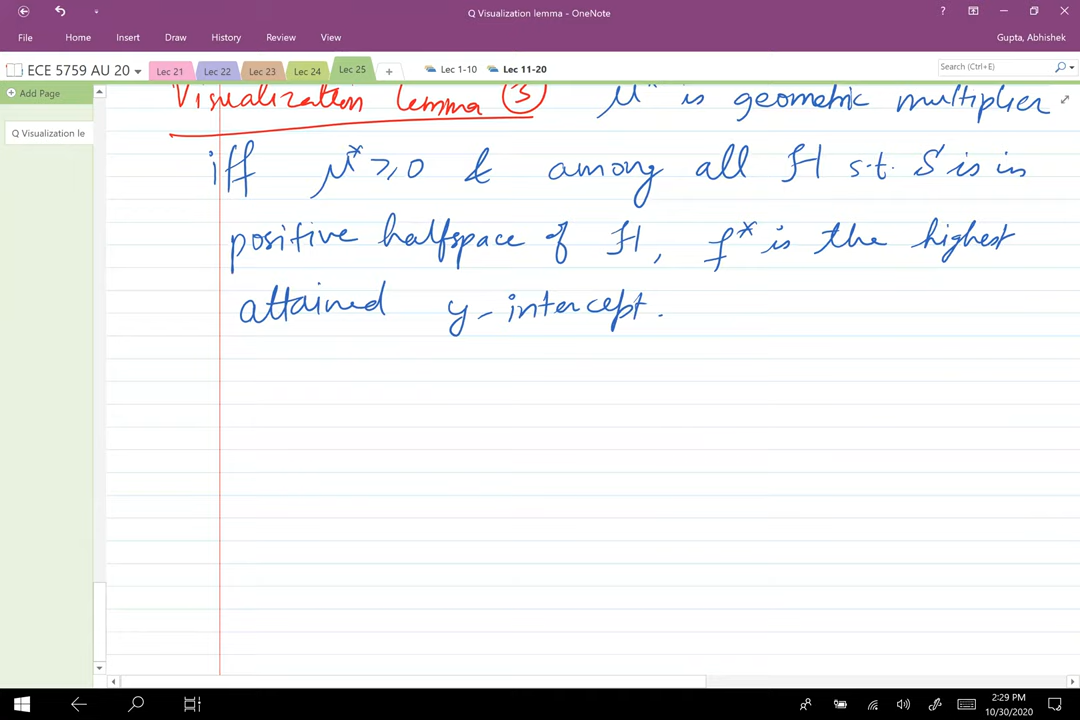 Q Visualization lemma - OneNote
?
File Home Insert Draw History Review View
Gupta, Abhishek
ECE 5759 AU 20
Lec 21 Lec 22 Lec 23 Lec 24 Lec 25 + Lec 1-10 Lec 11-20
Search (Ctrl+E)
Add Page
Q Visualization le
Visualization lemma (3) μ* is geometric multiplier
iff μ* ≥ 0 & among all H s.t. S is in
positive halfspace of H, f* is the highest
attained y-intercept.
2:29 PM
10/30/2020